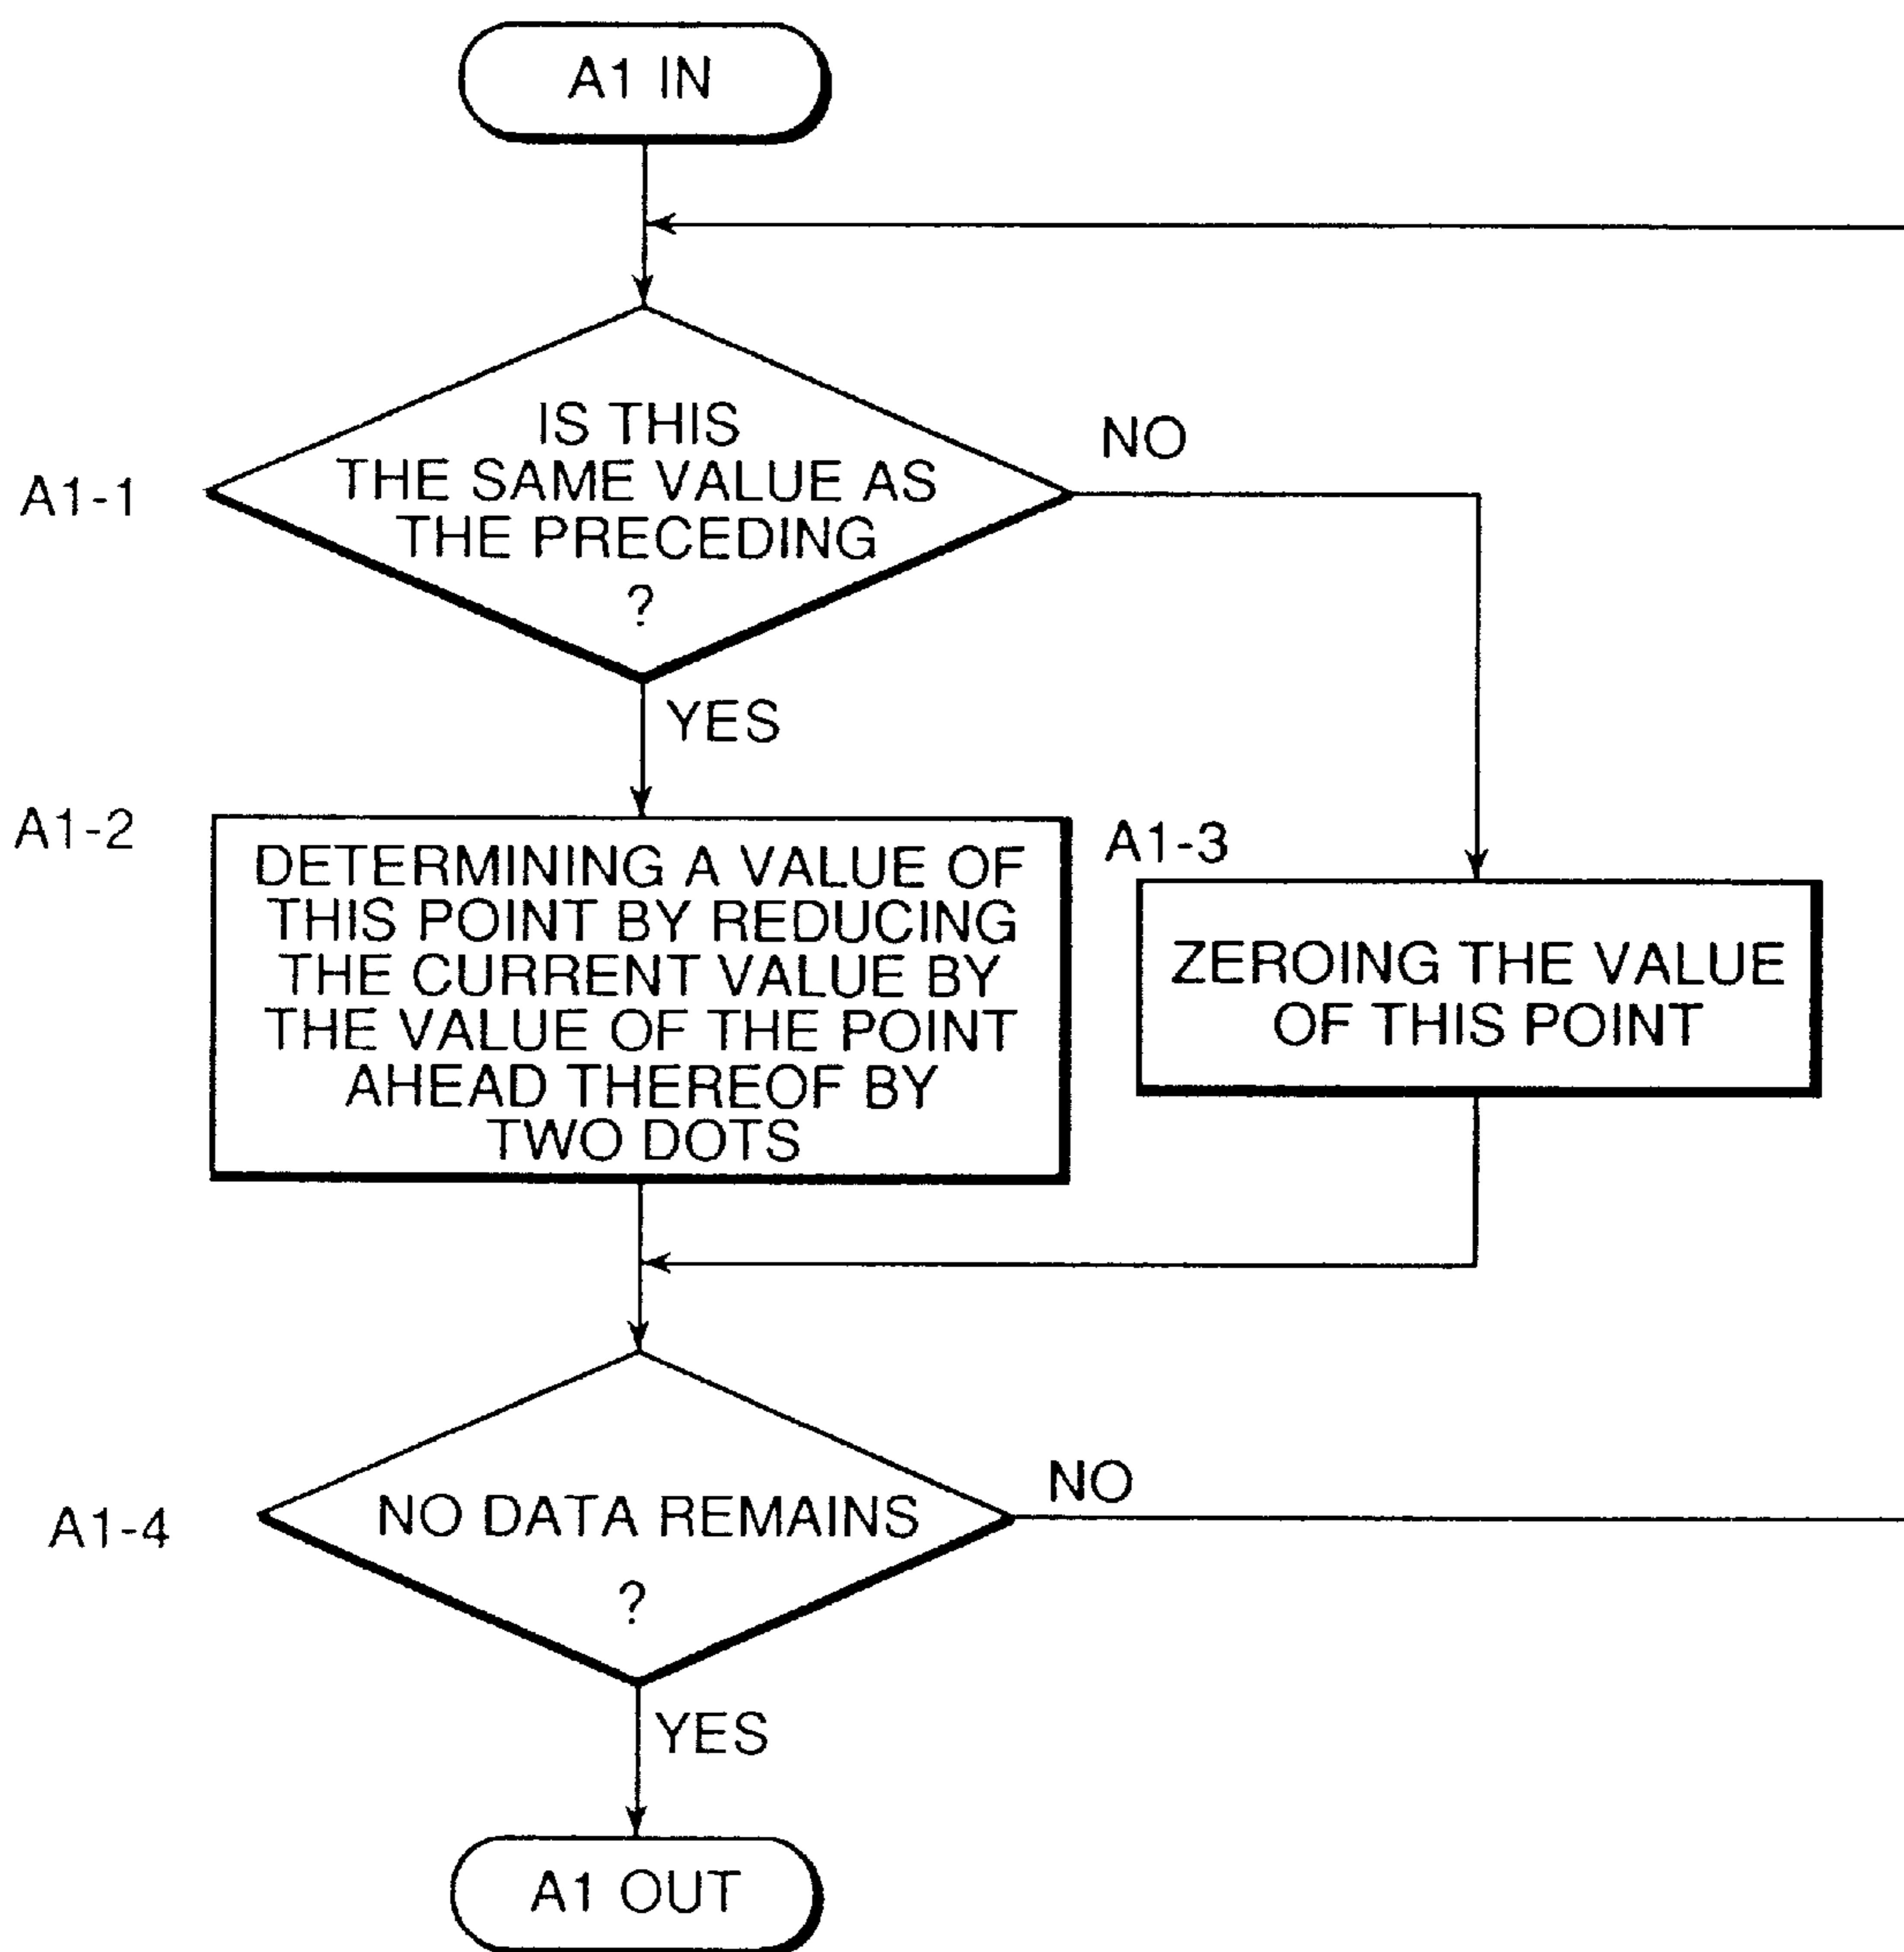 A1 IN
A1-1
IS THIS
THE SAME VALUE AS
THE PRECEDING
?
NO
YES
A1-2
DETERMINING A VALUE OF
THIS POINT BY REDUCING
THE CURRENT VALUE BY
THE VALUE OF THE POINT
AHEAD THEREOF BY
TWO DOTS
A1-3
ZEROING THE VALUE
OF THIS POINT
A1-4
NO DATA REMAINS
?
NO
YES
A1 OUT